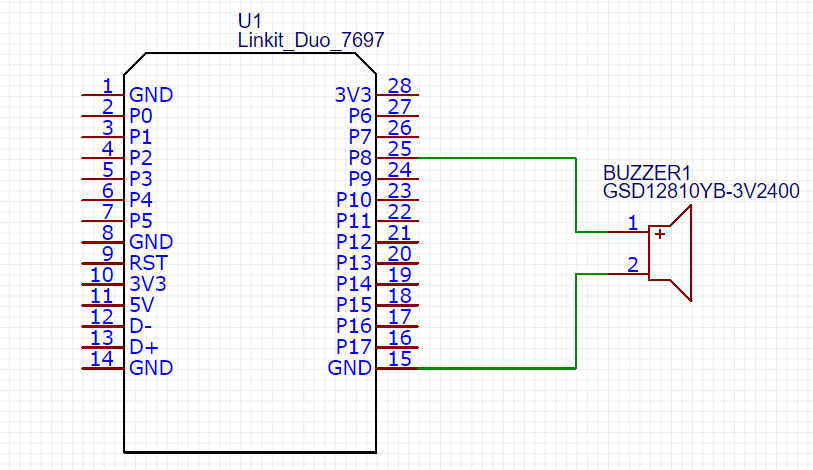 U1
Linkit_Duo_7697
1 GND 3V3 28
2 P0 P6 27
3 P1 P7 26
4 P2 P8 25
5 P3 P9 24
6 P4 P10 23
7 P5 P11 22
8 GND P12 21
9 RST P13 20
10 3V3 P14 19
11 5V P15 18
12 D- P16 17
13 D+ P17 16
14 GND GND 15
BUZZER1
GSD12810YB-3V2400
1
+
2